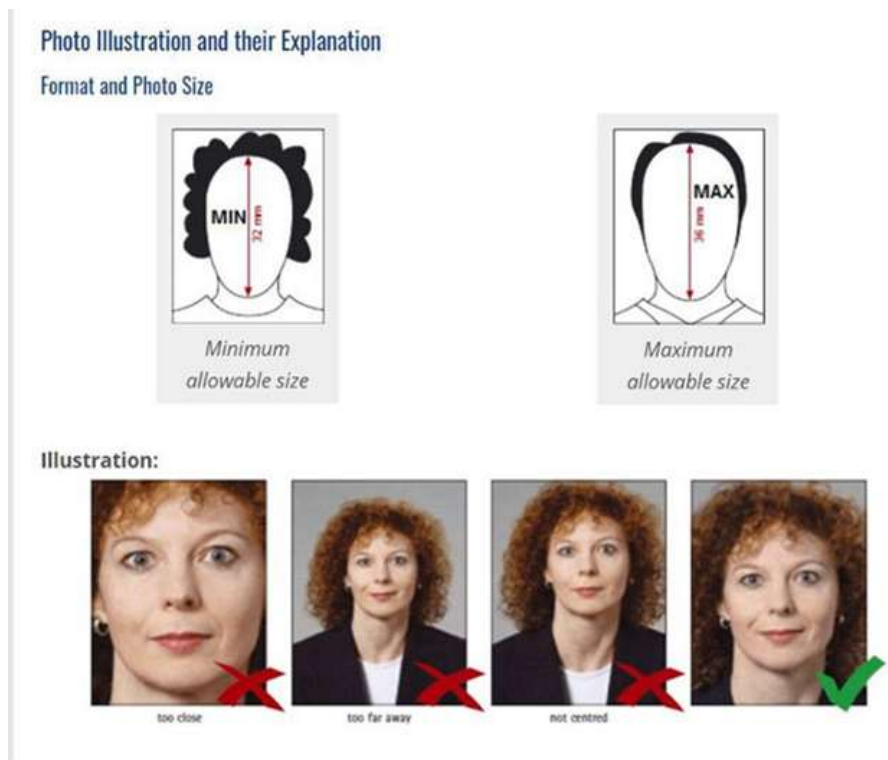 Photo Illustration and their Explanation
Format and Photo Size
MIN
32 mm
MAX
36 mm
Minimum
allowable size
Maximum
allowable size
Illustration:
too close
too far away
not centred